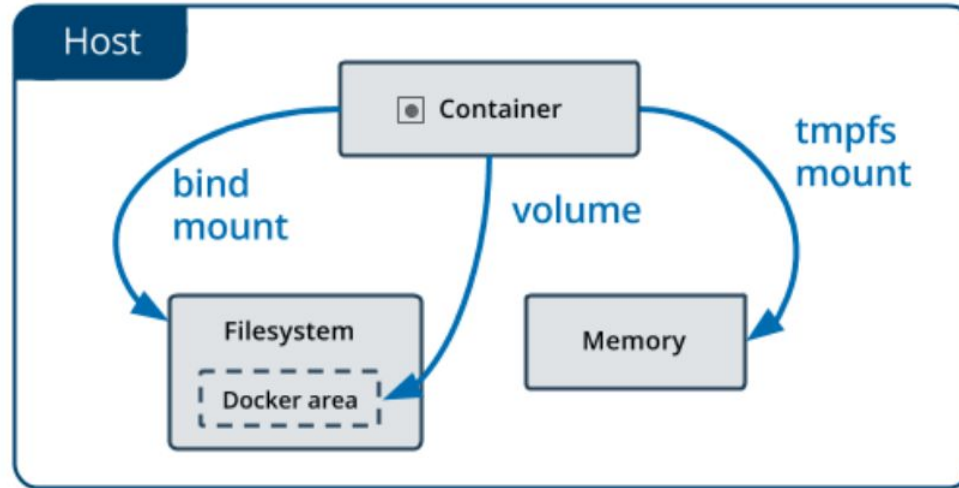 Host
Container
bind
mount
volume
tmpfs
mount
Filesystem
Docker area
Memory